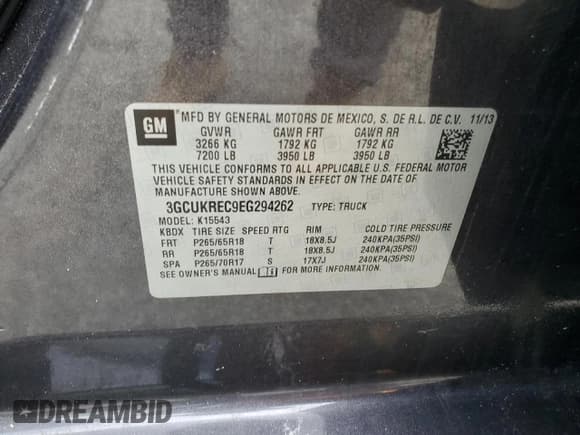 GM
MFD BY GENERAL MOTORS DE MEXICO, S. DE R.L. DE C.V. 11/13
GVWR GAWR FRT GAWR RR
3266 KG 1792 KG 1792 KG
7200 LB 3950 LB 3950 LB
THIS VEHICLE CONFORMS TO ALL APPLICABLE U.S. FEDERAL MOTOR
VEHICLE SAFETY STANDARDS IN EFFECT ON THE DATE OF
MANUFACTURE SHOWN ABOVE.
3GCUKREC9EG294262 TYPE: TRUCK
MODEL: K15543
KBDX TIRE SIZE SPEED RTG RIM COLD TIRE PRESSURE
FRT P265/65R18 T 18X8.5J 240KPA(35PSI)
RR P265/65R18 T 18X8.5J 240KPA(35PSI)
SPA P265/70R17 S 17X7J 240KPA(35PSI)
SEE OWNER'S MANUAL FOR MORE INFORMATION.
DREAMBID